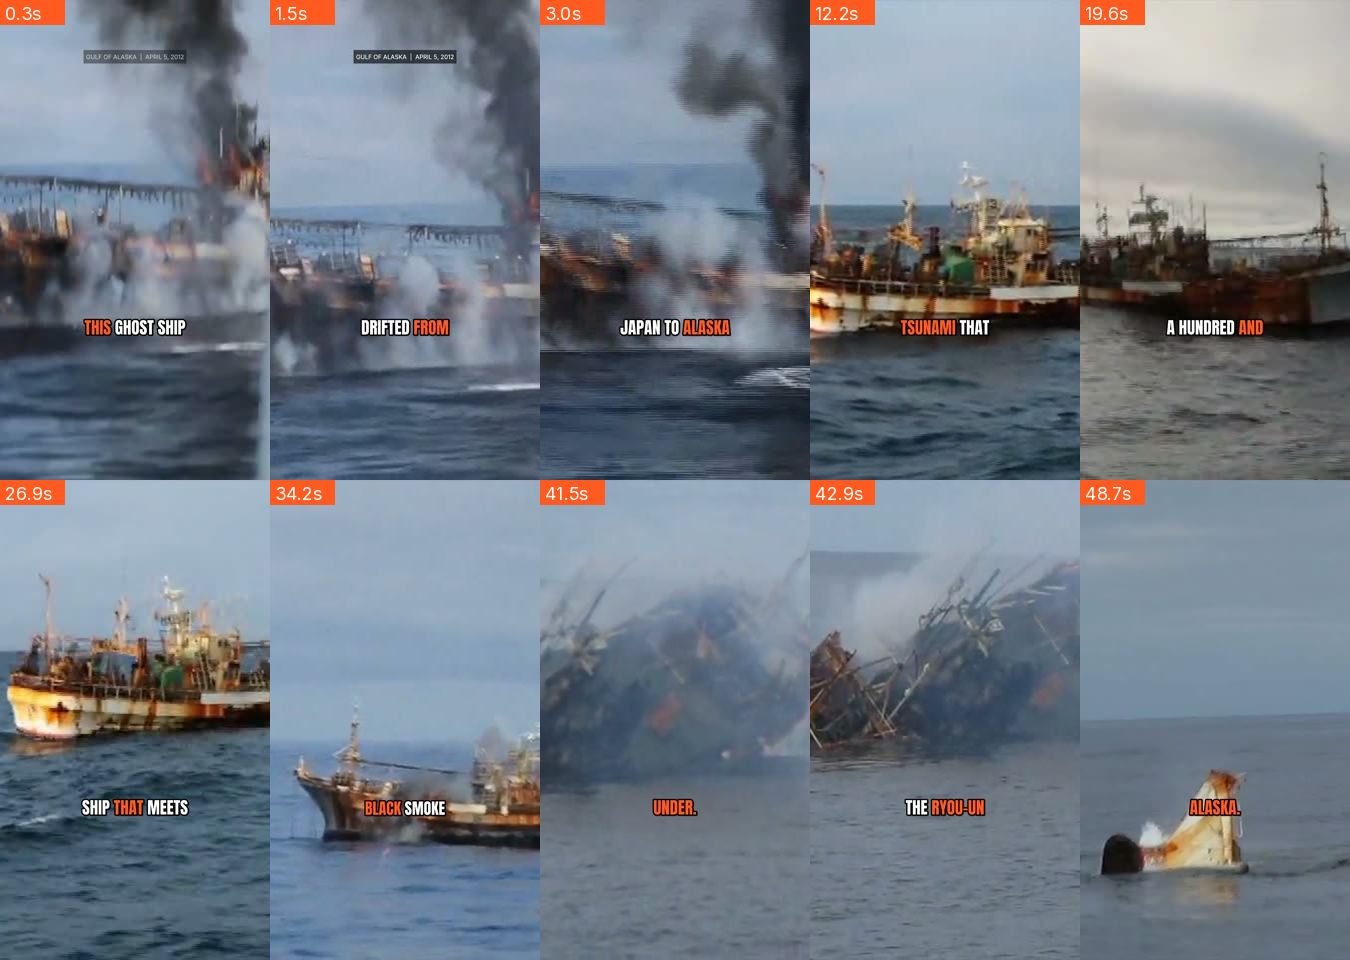 0.3s
GULF OF ALASKA | APRIL 5, 2012
THIS GHOST SHIP
1.5s
GULF OF ALASKA | APRIL 5, 2012
DRIFTED FROM
3.0s
JAPAN TO ALASKA
12.2s
TSUNAMI THAT
19.6s
A HUNDRED AND
26.9s
SHIP THAT MEETS
34.2s
BLACK SMOKE
41.5s
UNDER.
42.9s
THE RYOU-UN
48.7s
ALASKA.